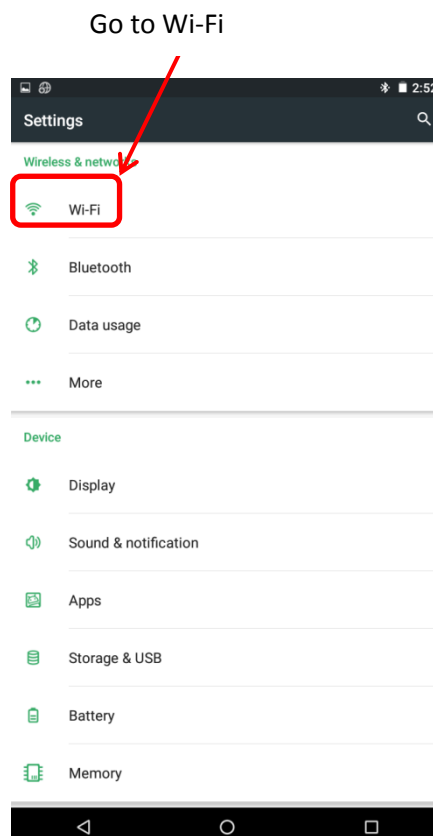 Go to Wi-Fi
2:52
Settings
Wireless & networks
Wi-Fi
Bluetooth
Data usage
More
Device
Display
Sound & notification
Apps
Storage & USB
Battery
Memory